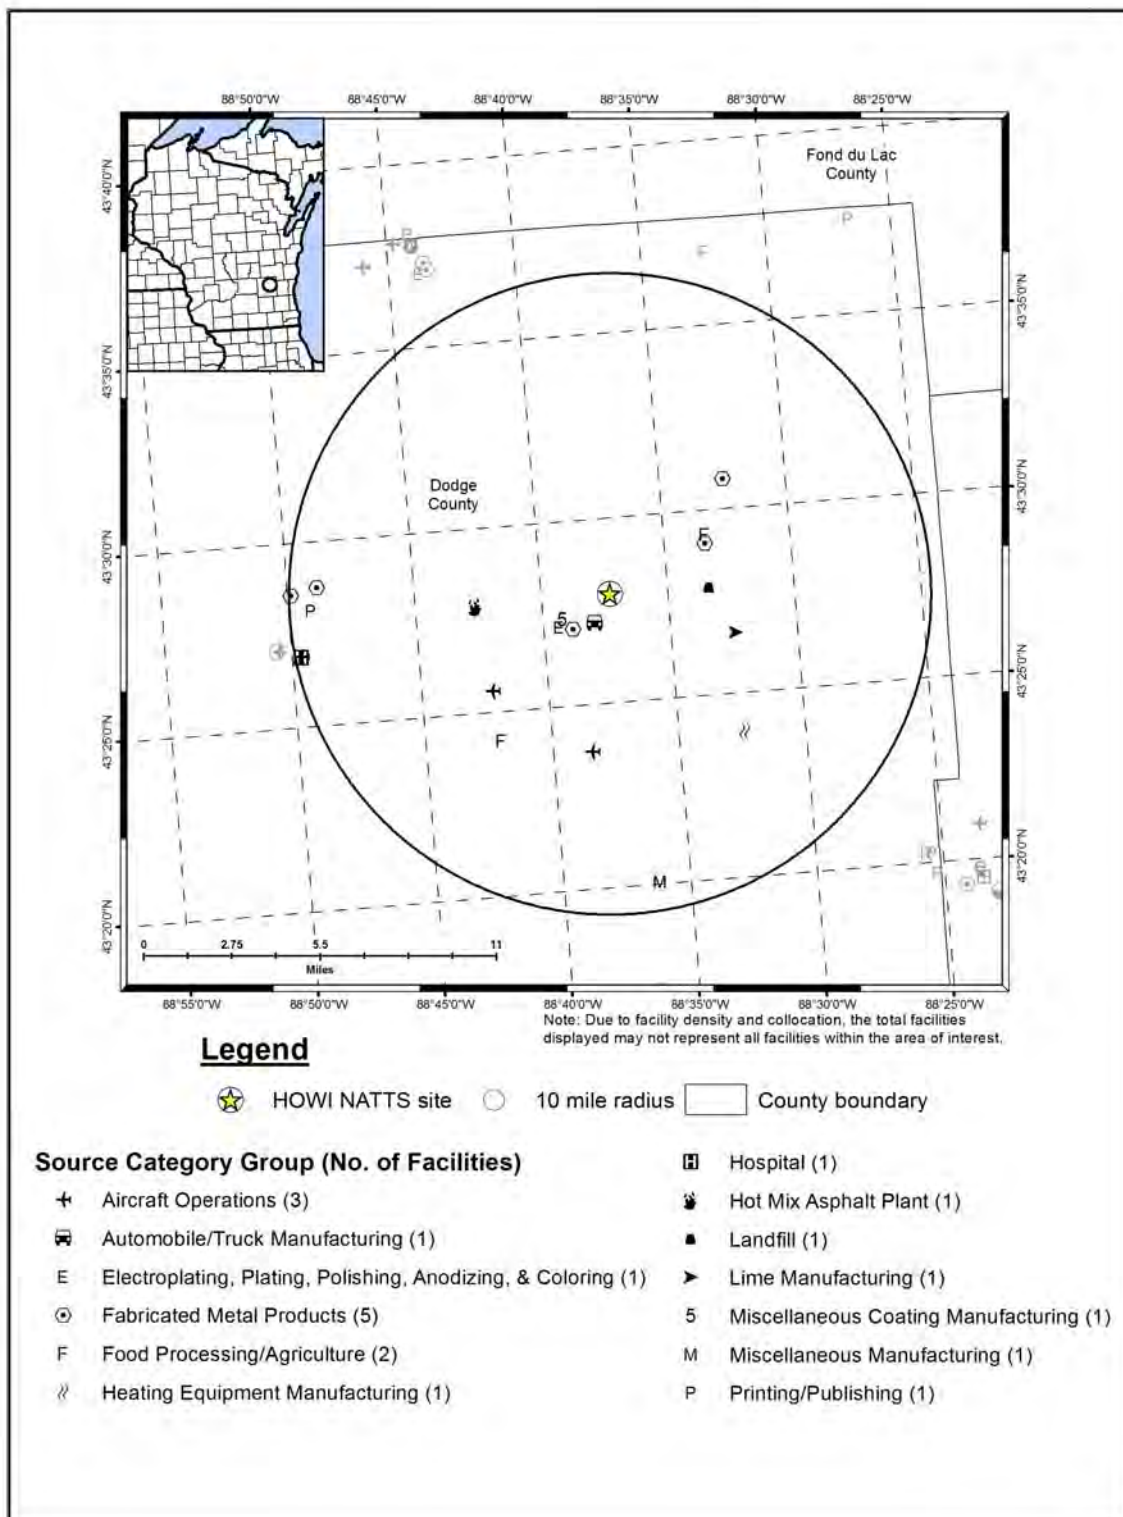 88°50'0"W 88°45'0"W 88°40'0"W 88°35'0"W 88°30'0"W 88°25'0"W
Fond du Lac
County
43°40'0"N
43°35'0"N
43°35'0"N
Dodge
County
43°30'0"N
43°30'0"N
F
P
5
E
43°25'0"N
43°25'0"N
F
43°20'0"N
M
43°20'0"N
0 2.75 5.5 11
Miles
88°55'0"W 88°50'0"W 88°45'0"W 88°40'0"W 88°35'0"W 88°30'0"W 88°25'0"W
Note: Due to facility density and collocation, the total facilities
displayed may not represent all facilities within the area of interest.
Legend
HOWI NATTS site 10 mile radius County boundary
Source Category Group (No. of Facilities)
Aircraft Operations (3)
Automobile/Truck Manufacturing (1)
E Electroplating, Plating, Polishing, Anodizing, & Coloring (1)
Fabricated Metal Products (5)
F Food Processing/Agriculture (2)
Heating Equipment Manufacturing (1)
H Hospital (1)
Hot Mix Asphalt Plant (1)
Landfill (1)
Lime Manufacturing (1)
5 Miscellaneous Coating Manufacturing (1)
M Miscellaneous Manufacturing (1)
P Printing/Publishing (1)